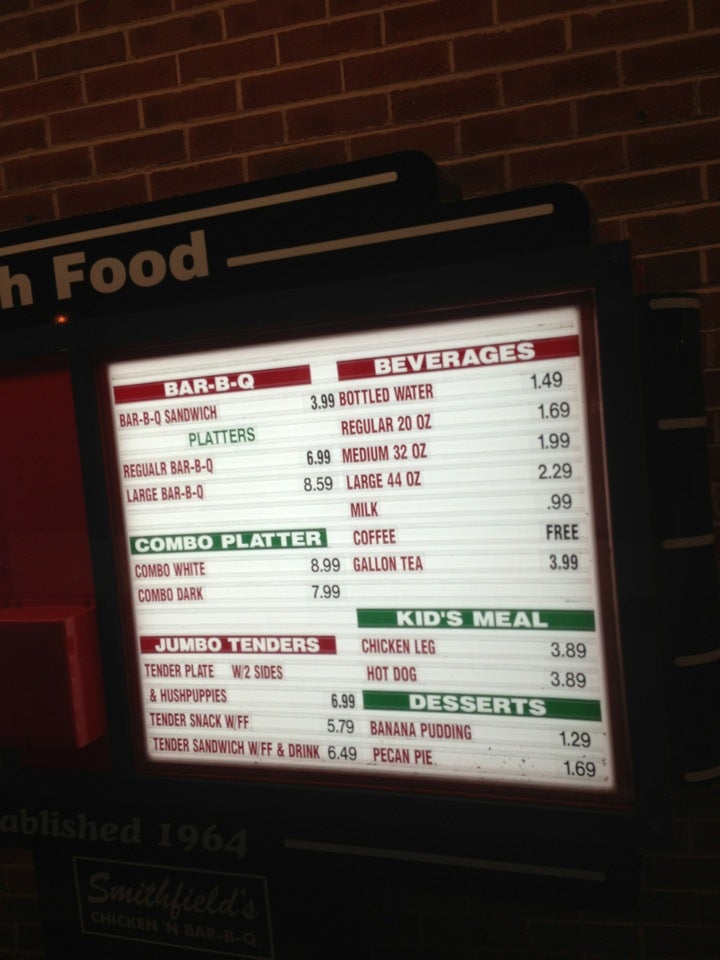 h Food
BAR-B-Q
BAR-B-Q SANDWICH 3.99
PLATTERS
REGUALR BAR-B-Q 6.99
LARGE BAR-B-Q 8.59
COMBO PLATTER
COMBO WHITE 8.99
COMBO DARK 7.99
JUMBO TENDERS
TENDER PLATE W/2 SIDES
& HUSHPUPPIES 6.99
TENDER SNACK W/FF 5.79
TENDER SANDWICH W/FF & DRINK 6.49
BEVERAGES
BOTTLED WATER 1.49
REGULAR 20 OZ 1.69
MEDIUM 32 OZ 1.99
LARGE 44 OZ 2.29
MILK .99
COFFEE FREE
GALLON TEA 3.99
KID'S MEAL
CHICKEN LEG 3.89
HOT DOG 3.89
DESSERTS
BANANA PUDDING 1.29
PECAN PIE 1.69
ablished 1964
Smithfield's
CHICKEN 'N BAR-B-Q